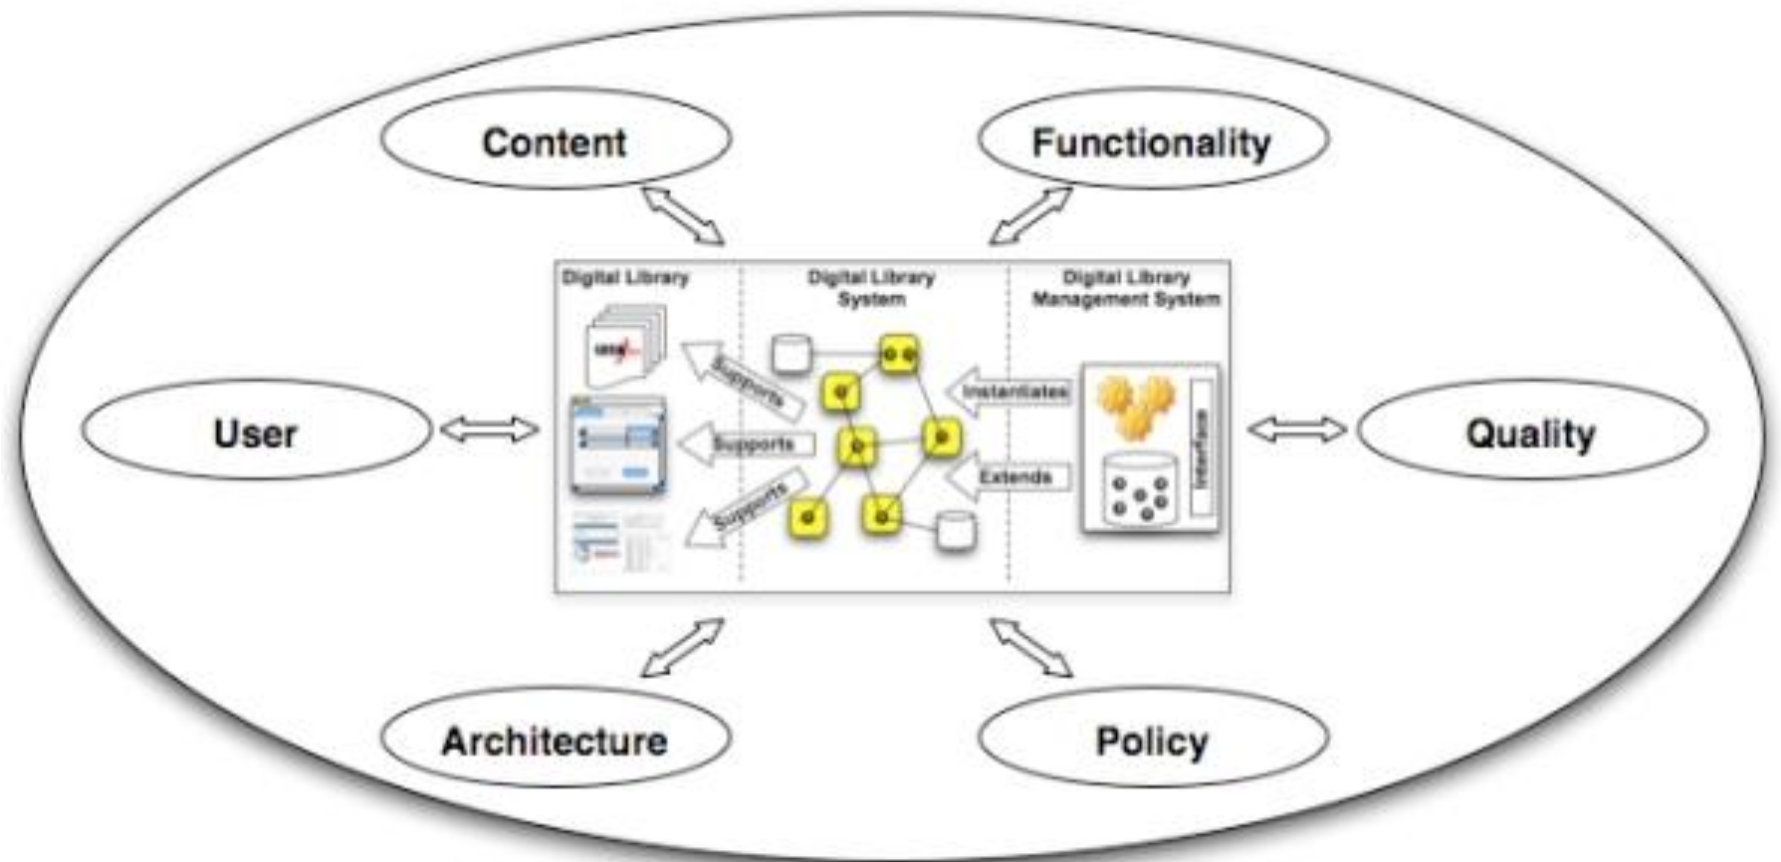 Content
Functionality
Digital Library
Digital Library
System
Digital Library
Management System
Supports
Instantiates
Supports
Extends
Supports
Interface
User
Quality
Architecture
Policy